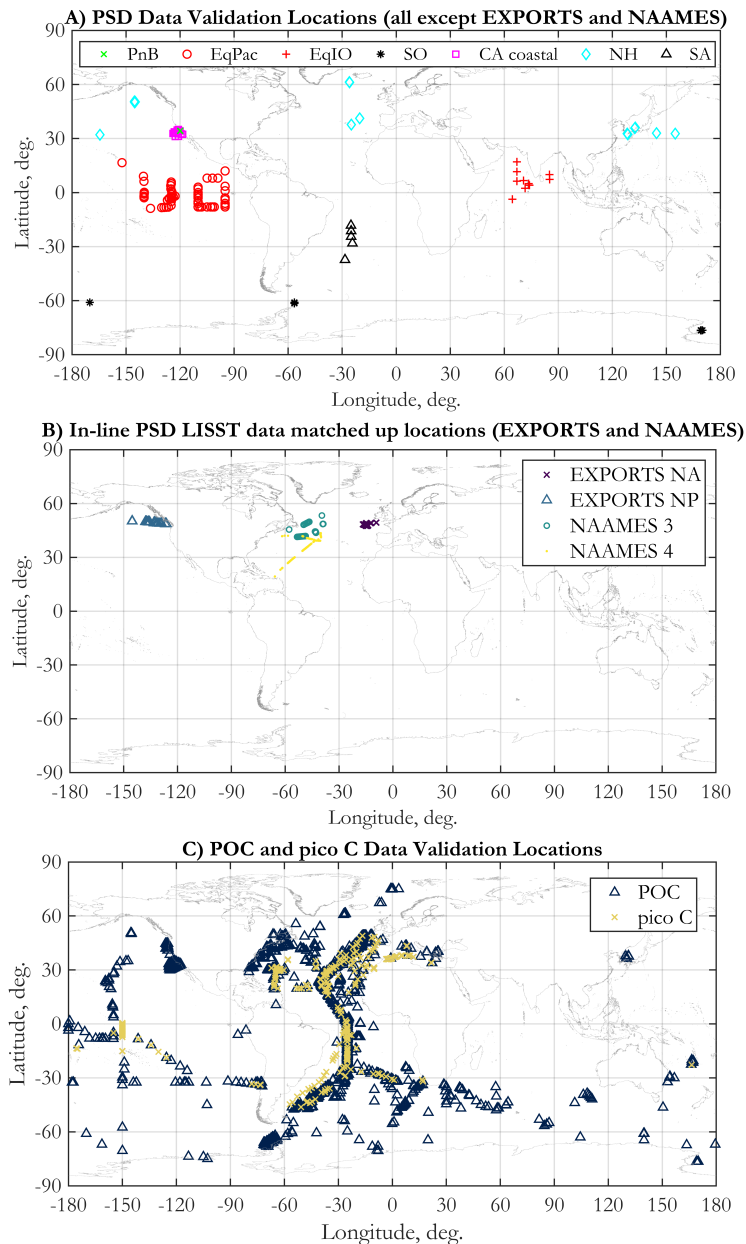 A) PSD Data Validation Locations (all except EXPORTS and NAAMES)
PnB EqPac EqIO SO CA coastal NH SA
90
60
30
0
-30
-60
-90
Latitude, deg.
-180 -150 -120 -90 -60 -30 0 30 60 90 120 150 180
Longitude, deg.
B) In-line PSD LISST data matched up locations (EXPORTS and NAAMES)
EXPORTS NA
EXPORTS NP
NAAMES 3
NAAMES 4
90
60
30
0
-30
-60
-90
Latitude, deg.
-180 -150 -120 -90 -60 -30 0 30 60 90 120 150 180
Longitude, deg.
C) POC and pico C Data Validation Locations
POC
pico C
90
60
30
0
-30
-60
-90
Latitude, deg.
-180 -150 -120 -90 -60 -30 0 30 60 90 120 150 180
Longitude, deg.